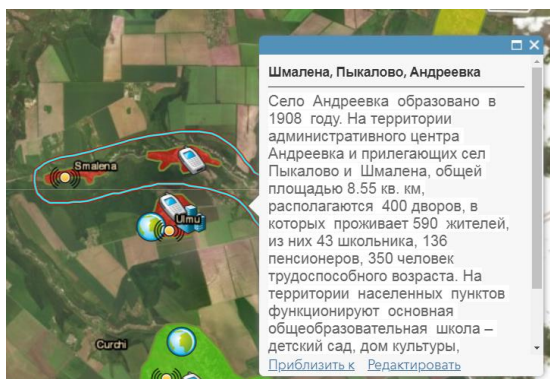 Шмалена, Пыкалово, Андреевка
Село Андреевка образовано в
1908 году. На территории
административного центра
Андреевка и прилегающих сел
Пыкалово и Шмалена, общей
площадью 8.55 кв. км,
располагаются 400 дворов, в
которых проживает 590 жителей,
из них 43 школьника, 136
пенсионеров, 350 человек
трудоспособного возраста. На
территории населенных пунктов
функционируют основная
общеобразовательная школа –
детский сад, дом культуры,
Приблизить к Редактировать
Smalena
Ulmu
Curchi